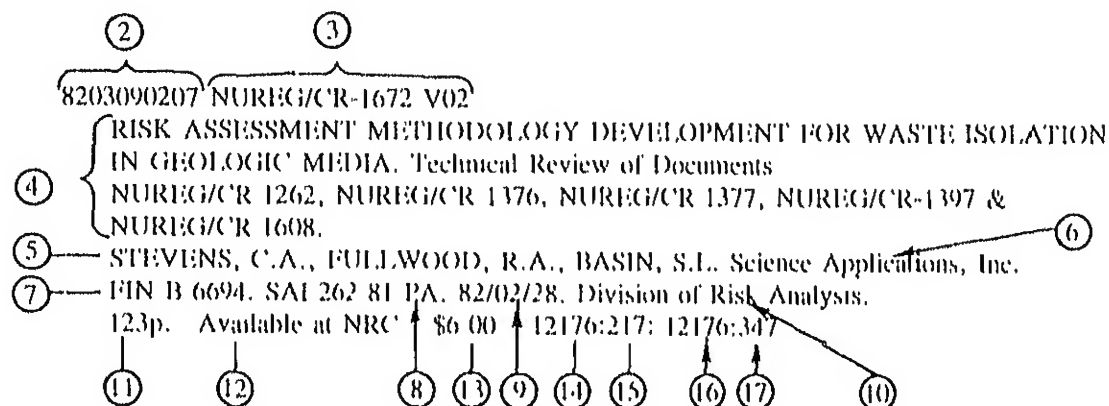 2 3
8203090207 NUREG/CR-1672 V02
RISK ASSESSMENT METHODOLOGY DEVELOPMENT FOR WASTE ISOLATION
4 IN GEOLOGIC MEDIA. Technical Review of Documents
NUREG/CR 1262, NUREG/CR 1376, NUREG/CR 1377, NUREG/CR-1397 &
NUREG/CR 1608.
6
5 STEVENS, C.A., FULLWOOD, R.A., BASIN, S.L. Science Applications, Inc.
7 FIN B 6694. SAI 262 81 PA. 82/02/28. Division of Risk Analysis.
123p. Available at NRC $6 00 12176:217: 12176:347
11 12 8 13 9 14 15 16 17 10